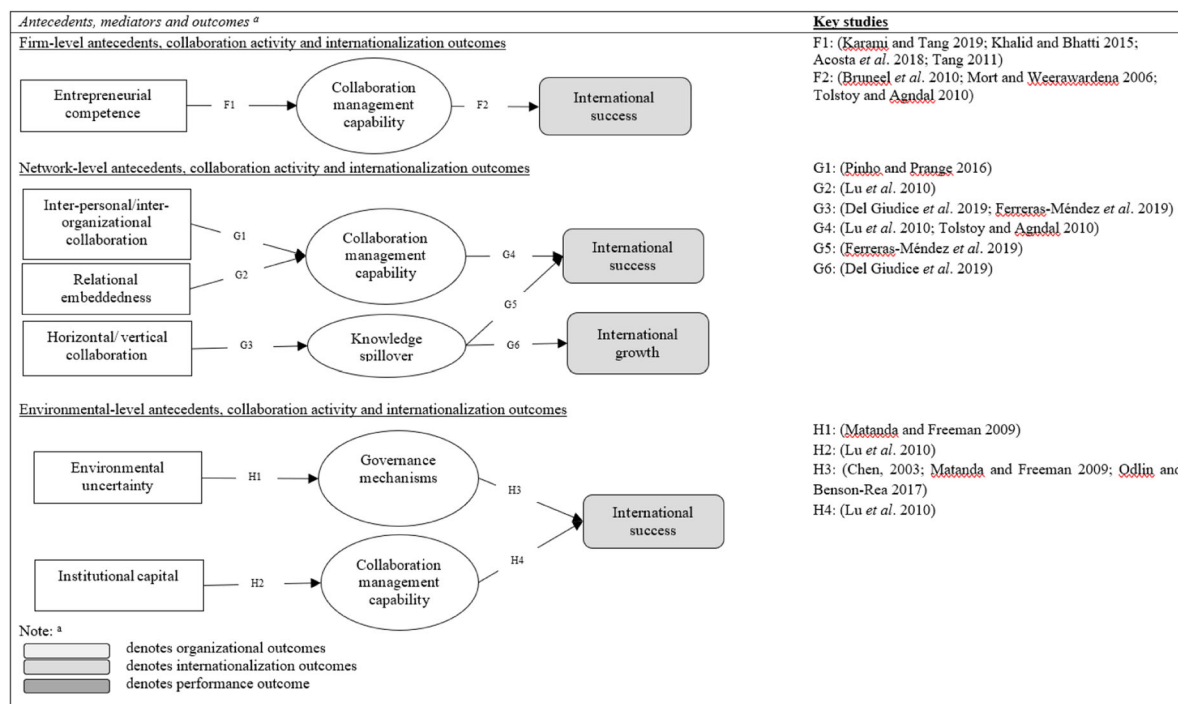 Antecedents, mediators and outcomes a
Key studies
Firm-level antecedents, collaboration activity and internationalization outcomes
Entrepreneurial
competence
F1
Collaboration
management
capability
F2
International
success
F1: (Karami and Tang 2019; Khalid and Bhatti 2015;
Acosta et al. 2018; Tang 2011)
F2: (Bruneel et al. 2010; Mort and Weerawardena 2006;
Tolstoy and Agndal 2010)
Network-level antecedents, collaboration activity and internationalization outcomes
Inter-personal/inter-
organizational
collaboration
G1
Relational
embeddedness
G2
Collaboration
management
capability
G4
International
success
Horizontal/ vertical
collaboration
G3
Knowledge
spillover
G5
G6
International
growth
G1: (Pinho and Prange 2016)
G2: (Lu et al. 2010)
G3: (Del Giudice et al. 2019; Ferreras-Méndez et al. 2019)
G4: (Lu et al. 2010; Tolstoy and Agndal 2010)
G5: (Ferreras-Méndez et al. 2019)
G6: (Del Giudice et al. 2019)
Environmental-level antecedents, collaboration activity and internationalization outcomes
Environmental
uncertainty
H1
Governance
mechanisms
H3
International
success
Institutional capital
H2
Collaboration
management
capability
H4
H1: (Matanda and Freeman 2009)
H2: (Lu et al. 2010)
H3: (Chen, 2003; Matanda and Freeman 2009; Odlin and
Benson-Rea 2017)
H4: (Lu et al. 2010)
Note: a
denotes organizational outcomes
denotes internationalization outcomes
denotes performance outcome